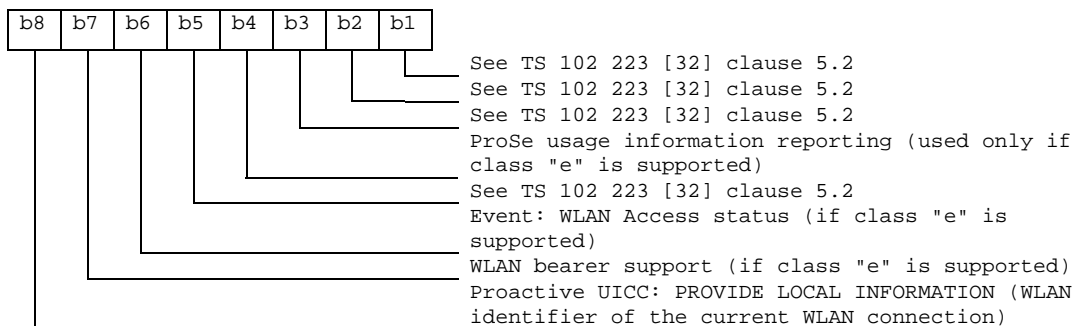 b8 b7 b6 b5 b4 b3 b2 b1
See TS 102 223 [32] clause 5.2
See TS 102 223 [32] clause 5.2
See TS 102 223 [32] clause 5.2
ProSe usage information reporting (used only if
class "e" is supported)
See TS 102 223 [32] clause 5.2
Event: WLAN Access status (if class "e" is
supported)
WLAN bearer support (if class "e" is supported)
Proactive UICC: PROVIDE LOCAL INFORMATION (WLAN
identifier of the current WLAN connection)